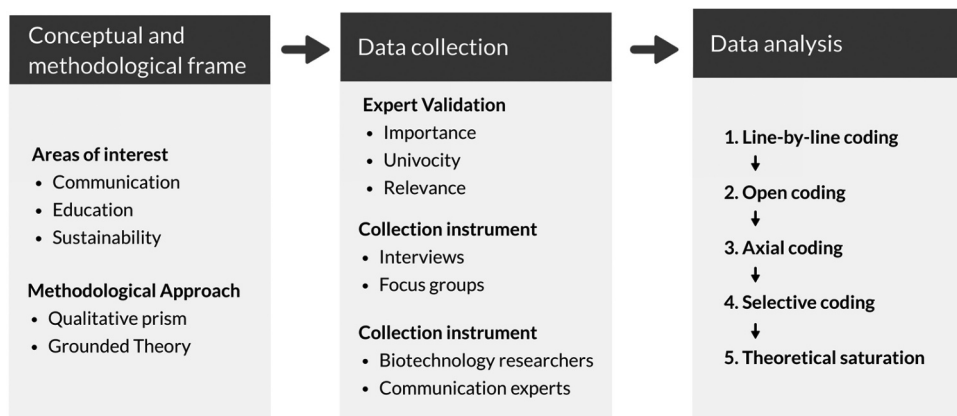 Conceptual and
methodological frame
Areas of interest
• Communication
• Education
• Sustainability
Methodological Approach
• Qualitative prism
• Grounded Theory
Data collection
Expert Validation
• Importance
• Univocity
• Relevance
Collection instrument
• Interviews
• Focus groups
Collection instrument
• Biotechnology researchers
• Communication experts
Data analysis
1. Line-by-line coding
2. Open coding
3. Axial coding
4. Selective coding
5. Theoretical saturation